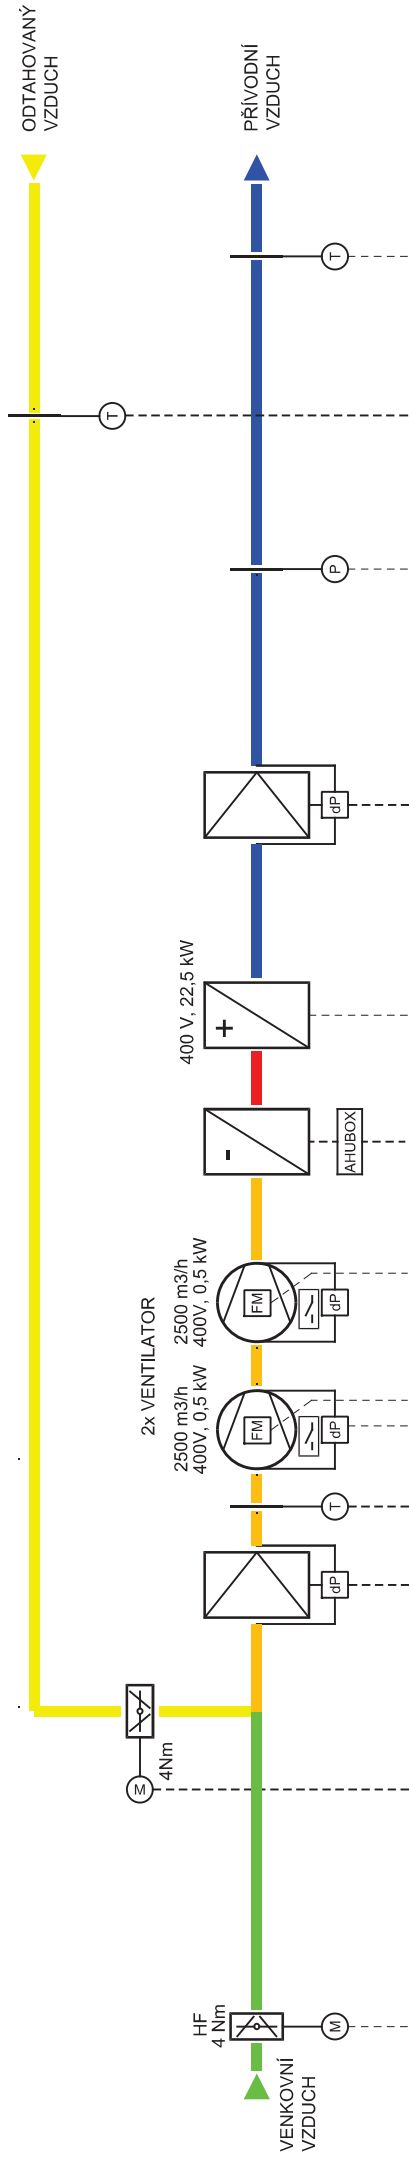 ODTAHOVANÝ
VZDUCH
PŘÍVODNÍ
VZDUCH
T
T
P
dP
400 V, 22,5 kW
+
-
AHUBOX
2x VENTILATOR
2500 m3/h
400V, 0,5 kW
FM
dP
2500 m3/h
400V, 0,5 kW
FM
dP
T
dP
M
4Nm
HF
4 Nm
M
VENKOVNÍ
VZDUCH